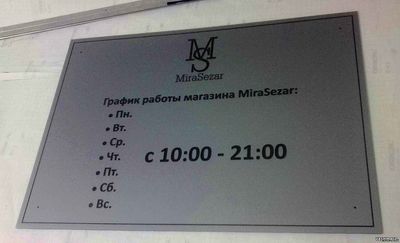 MS
MiraSezar
График работы магазина MiraSezar:
• Пн.
• Вт.
• Ср.
• Чт.
с 10:00 - 21:00
• Пт.
• Сб.
• Вс.